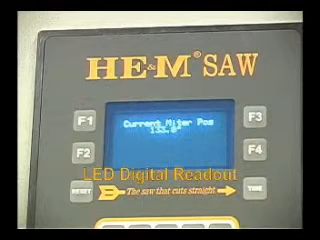 HE&M® SAW
F1
F3
Current Miter Pos
133.8°
F2
F4
LED Digital Readout
RESET
The saw that cuts straight
TIME